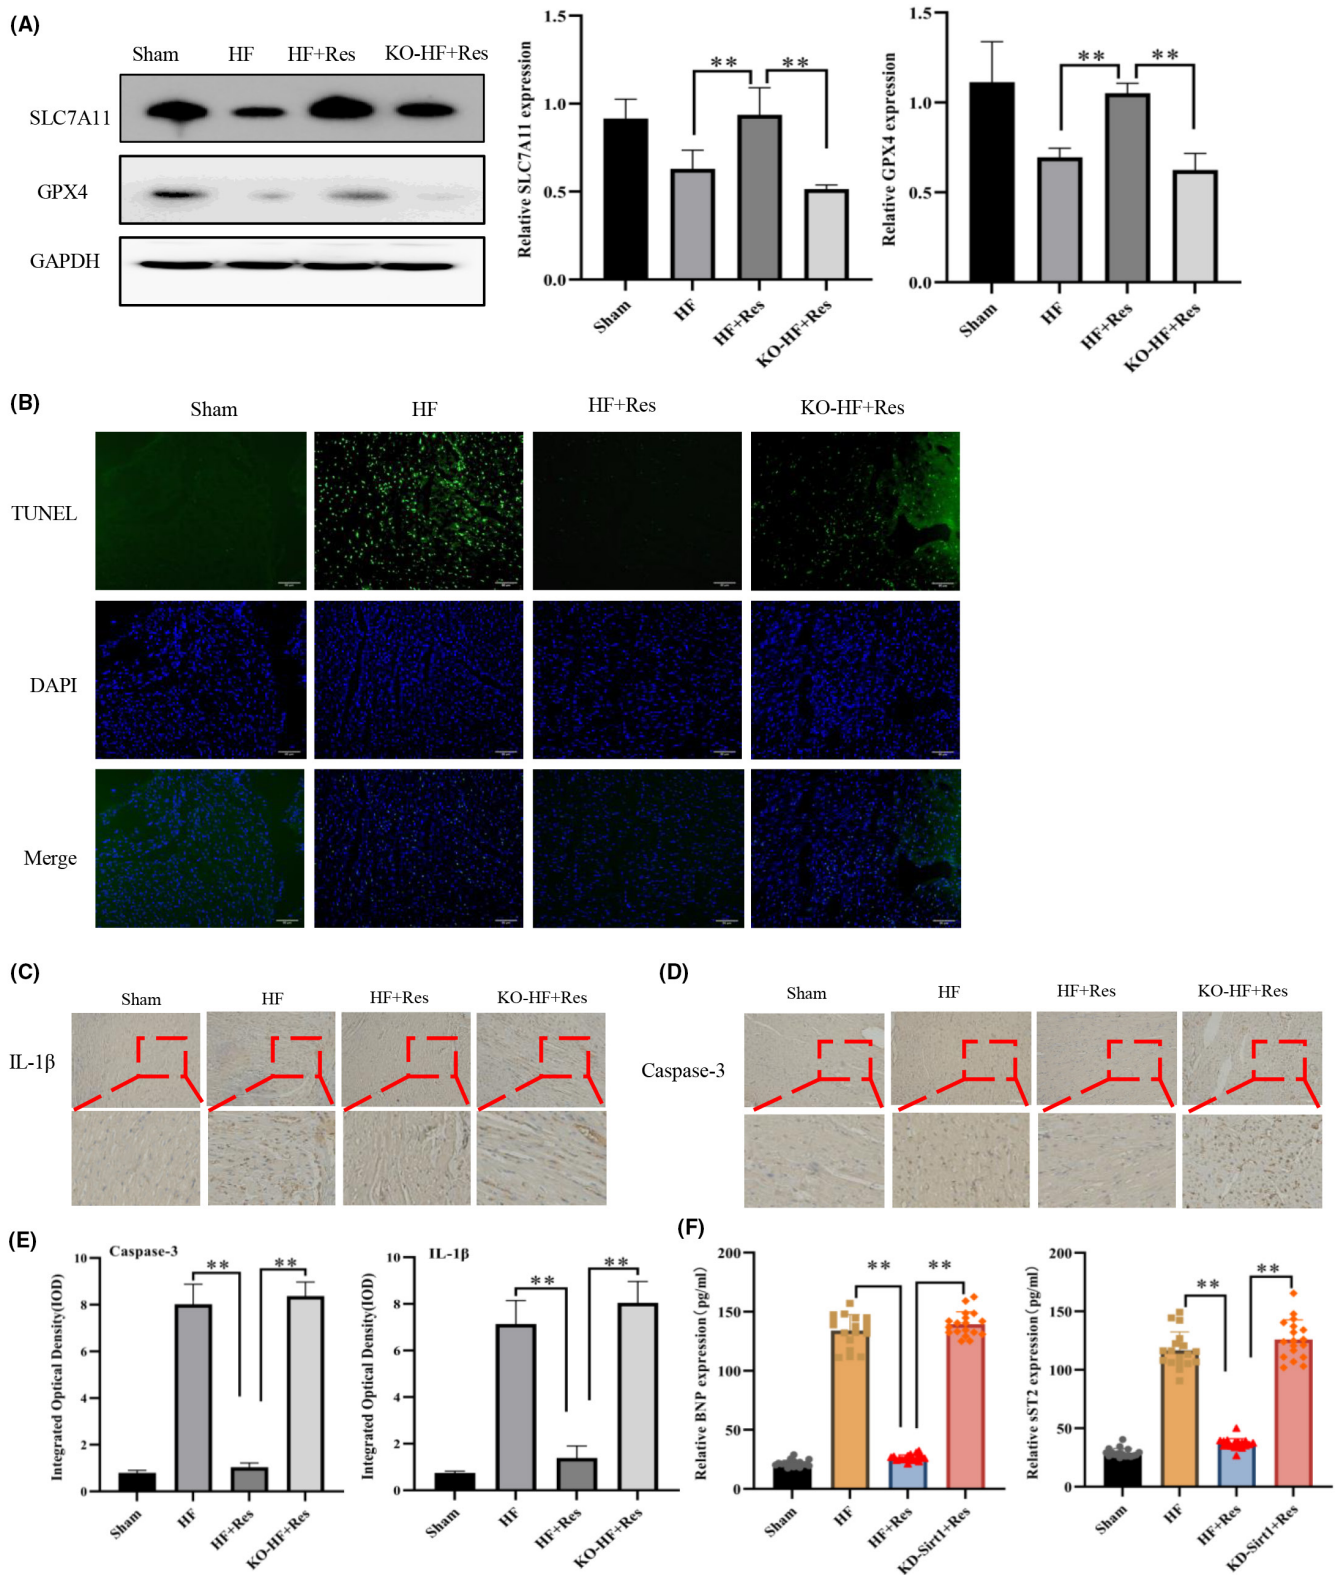 (A)
Sham HF HF+Res KO-HF+Res
SLC7A11
GPX4
GAPDH
Relative SLC7A11 expression
1.5
1.0
0.5
0.0
** **
Sham HF HF+Res KO-HF+Res
Relative GPX4 expression
1.5
1.0
0.5
0.0
** **
Sham HF HF+Res KO-HF+Res
(B)
Sham HF HF+Res KO-HF+Res
TUNEL
DAPI
Merge
(C)
Sham HF HF+Res KO-HF+Res
IL-1β
(D)
Sham HF HF+Res KO-HF+Res
Caspase-3
(E)
Caspase-3
Integrated Optical Density(IOD)
10
8
6
4
2
0
** **
Sham HF HF+Res KO-HF+Res
IL-1β
Integrated Optical Density(IOD)
10
8
6
4
2
0
** **
Sham HF HF+Res KO-HF+Res
(F)
Relative BNP expression(pg/ml)
200
150
100
50
0
** **
Sham HF HF+Res KD-Sirt1+Res
Relative sST2 expression(pg/ml)
200
150
100
50
0
** **
Sham HF HF+Res KD-Sirt1+Res